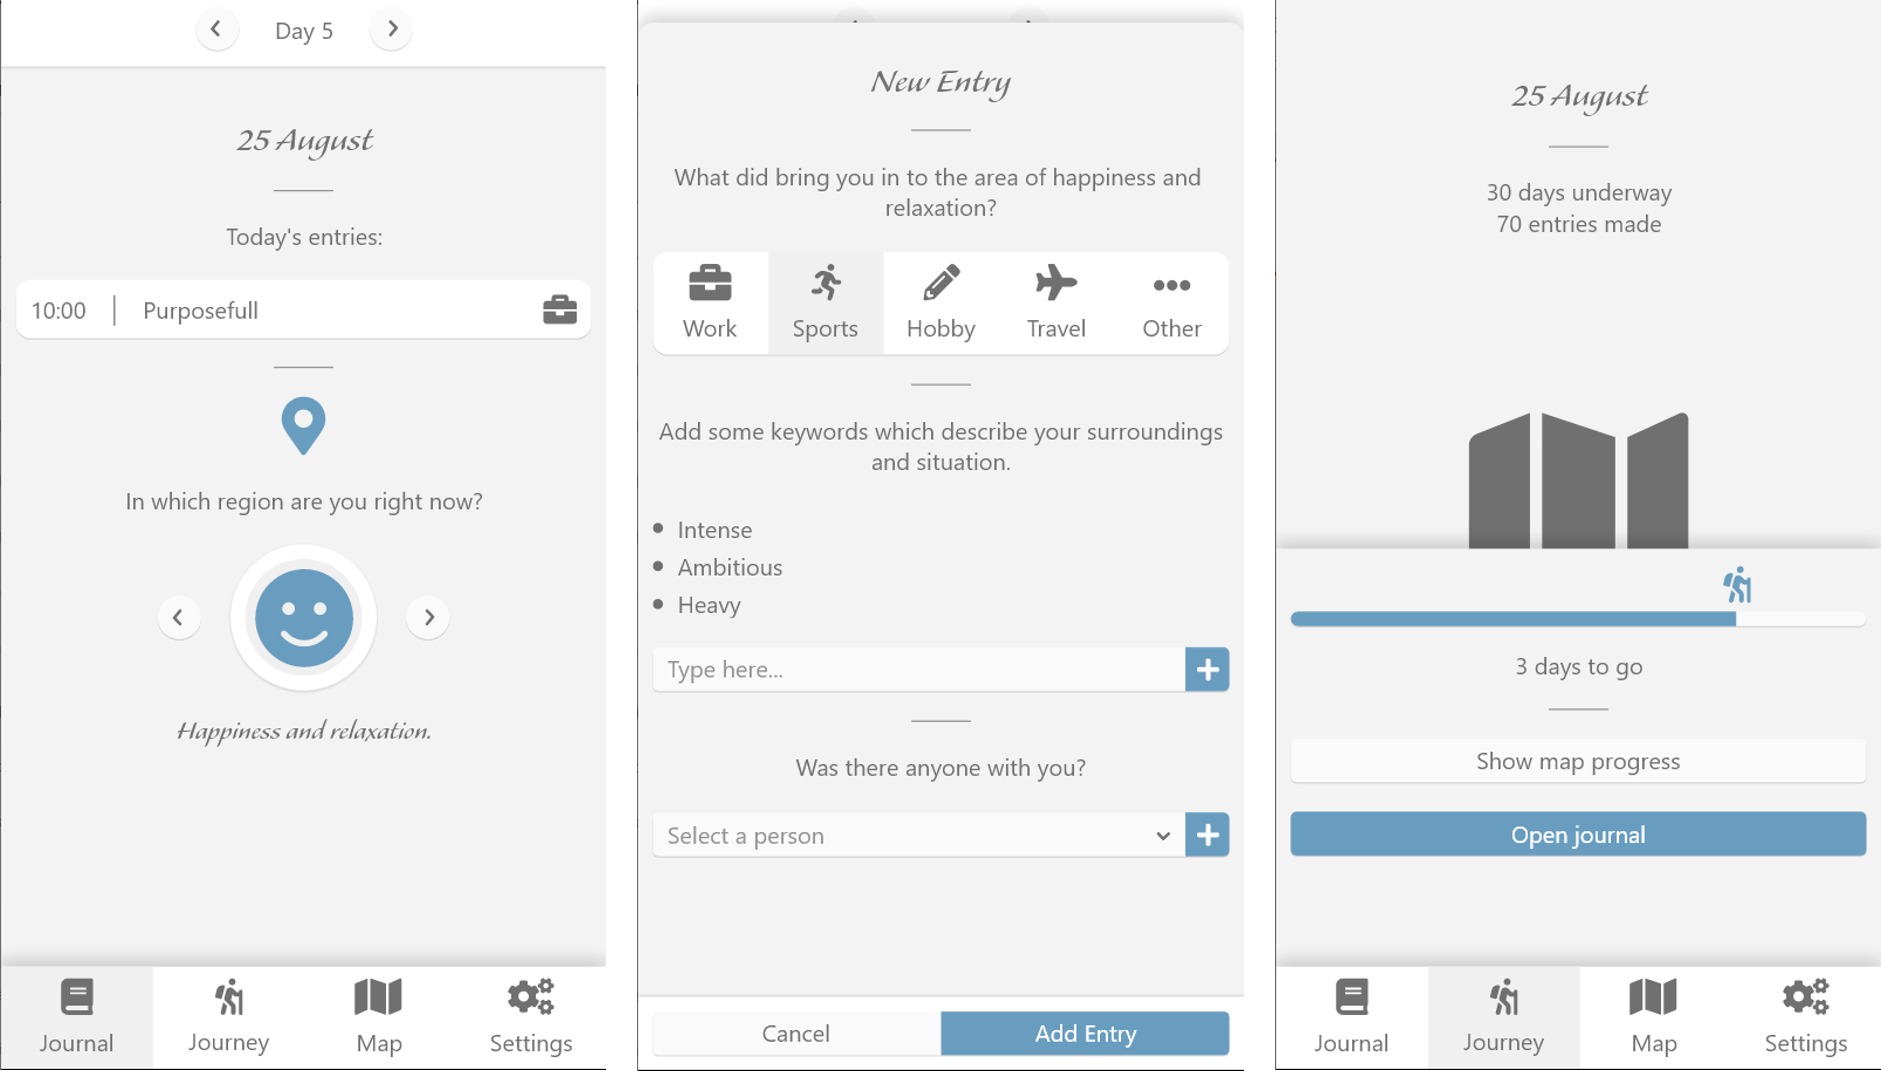 Day 5
25 August
Today's entries:
10:00
Purposefull
In which region are you right now?
Happiness and relaxation.
Journal
Journey
Map
Settings
New Entry
What did bring you in to the area of happiness and
relaxation?
Work
Sports
Hobby
Travel
Other
Add some keywords which describe your surroundings
and situation.
Intense
Ambitious
Heavy
Type here...
Was there anyone with you?
Select a person
Cancel
Add Entry
25 August
30 days underway
70 entries made
3 days to go
Show map progress
Open journal
Journal
Journey
Map
Settings